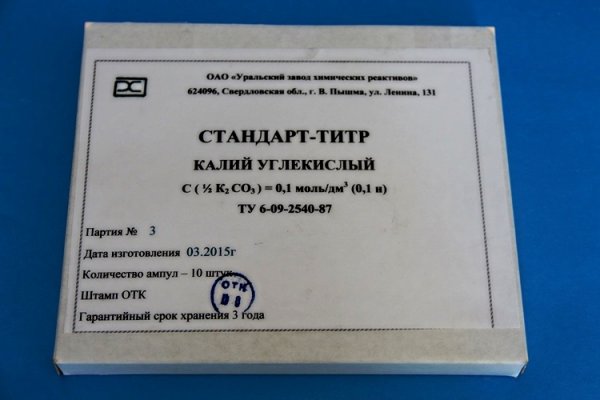 ОАО «Уральский завод химических реактивов»
624096, Свердловская обл., г. В. Пышма, ул. Ленина, 131
СТАНДАРТ-ТИТР
КАЛИЙ УГЛЕКИСЛЫЙ
С ( ½ K₂ CO₃ ) = 0,1 моль/дм³ (0,1 н)
ТУ 6-09-2540-87
Партия № 3
Дата изготовления 03.2015г
Количество ампул – 10 штук
Штамп ОТК
ОТК
Гарантийный срок хранения 3 года